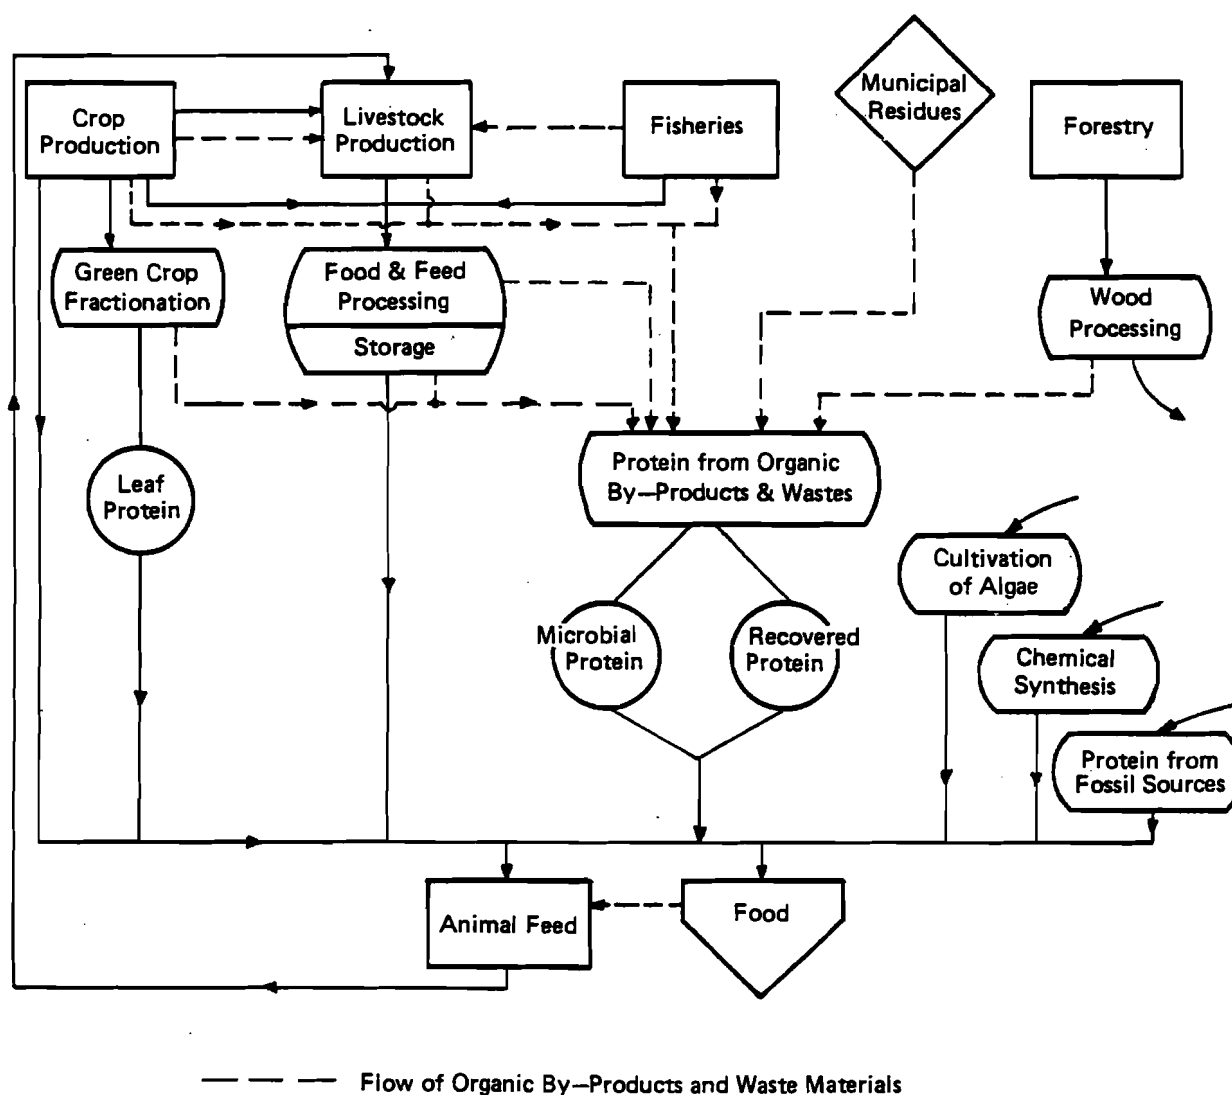 Crop
Production
Livestock
Production
Fisheries
Municipal
Residues
Forestry
Green Crop
Fractionation
Food & Feed
Processing
Storage
Wood
Processing
Leaf
Protein
Protein from Organic
By—Products & Wastes
Cultivation
of Algae
Microbial
Protein
Recovered
Protein
Chemical
Synthesis
Protein from
Fossil Sources
Animal Feed
Food
Flow of Organic By—Products and Waste Materials